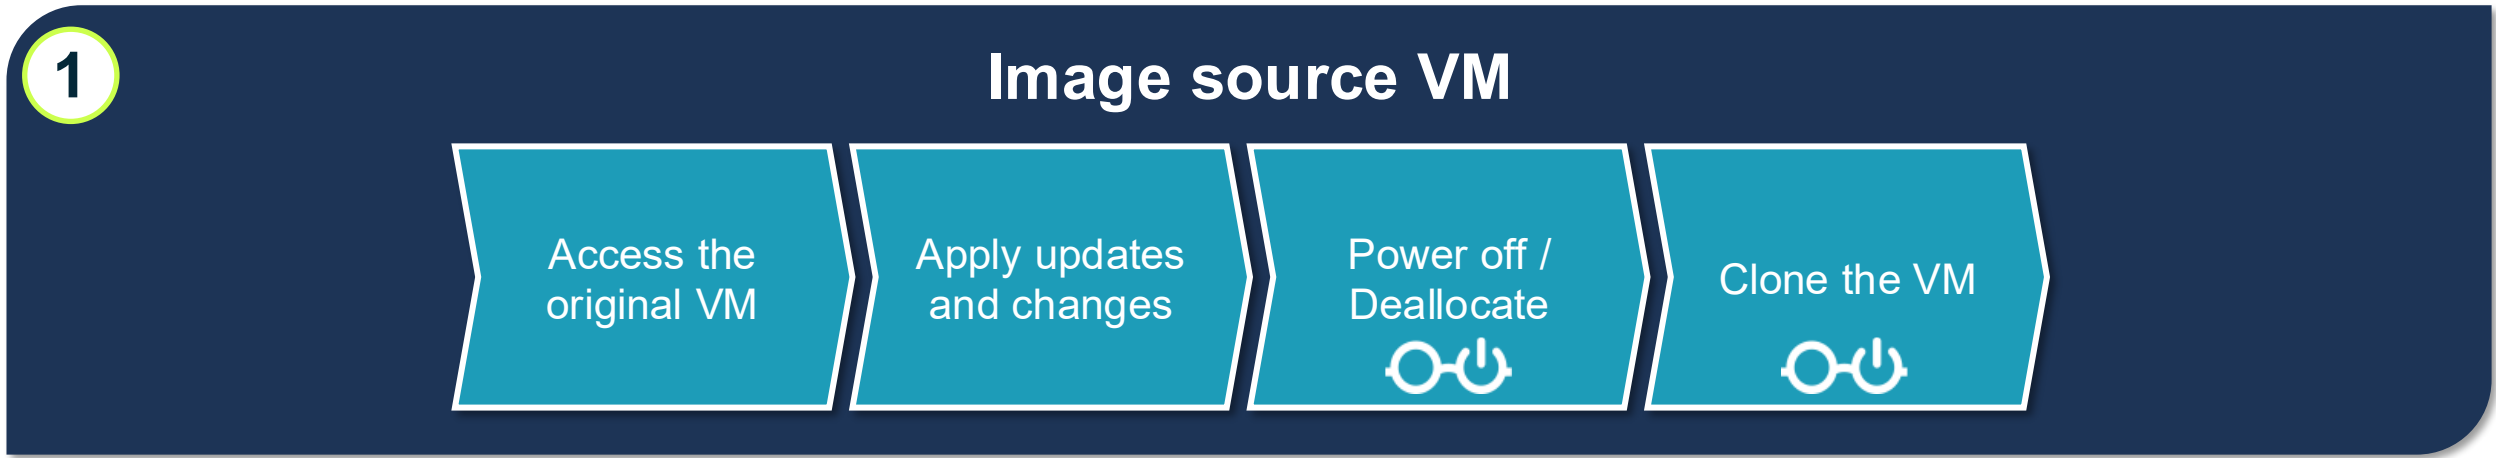 1
Image source VM
Access the
original VM
Apply updates
and changes
Power off /
Deallocate
Clone the VM